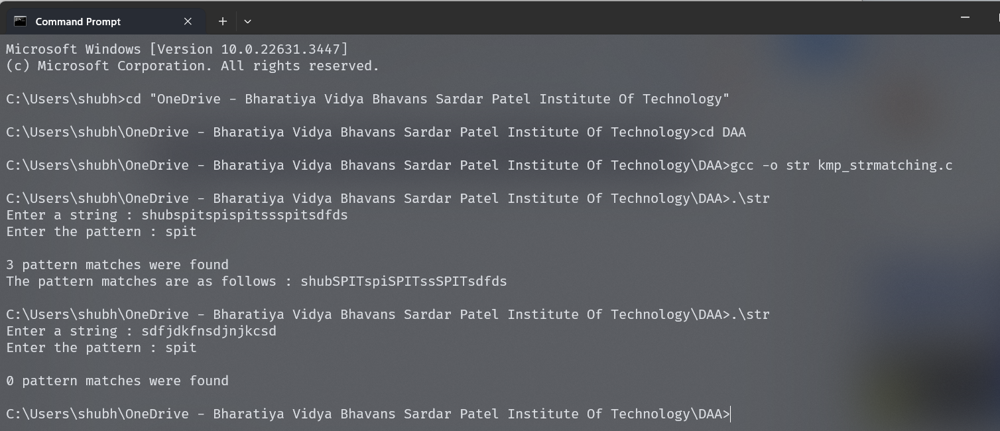 Command Prompt
Microsoft Windows [Version 10.0.22631.3447]
(c) Microsoft Corporation. All rights reserved.
C:\Users\shubh>cd "OneDrive - Bharatiya Vidya Bhavans Sardar Patel Institute Of Technology"
C:\Users\shubh\OneDrive - Bharatiya Vidya Bhavans Sardar Patel Institute Of Technology>cd DAA
C:\Users\shubh\OneDrive - Bharatiya Vidya Bhavans Sardar Patel Institute Of Technology\DAA>gcc -o str kmp_strmatching.c
C:\Users\shubh\OneDrive - Bharatiya Vidya Bhavans Sardar Patel Institute Of Technology\DAA>.\str
Enter a string : shubspitspispitssspitsdfds
Enter the pattern : spit
3 pattern matches were found
The pattern matches are as follows : shubSPITspiSPITssSPITsdfds
C:\Users\shubh\OneDrive - Bharatiya Vidya Bhavans Sardar Patel Institute Of Technology\DAA>.\str
Enter a string : sdfjdkfnsdjnjkcsd
Enter the pattern : spit
0 pattern matches were found
C:\Users\shubh\OneDrive - Bharatiya Vidya Bhavans Sardar Patel Institute Of Technology\DAA>